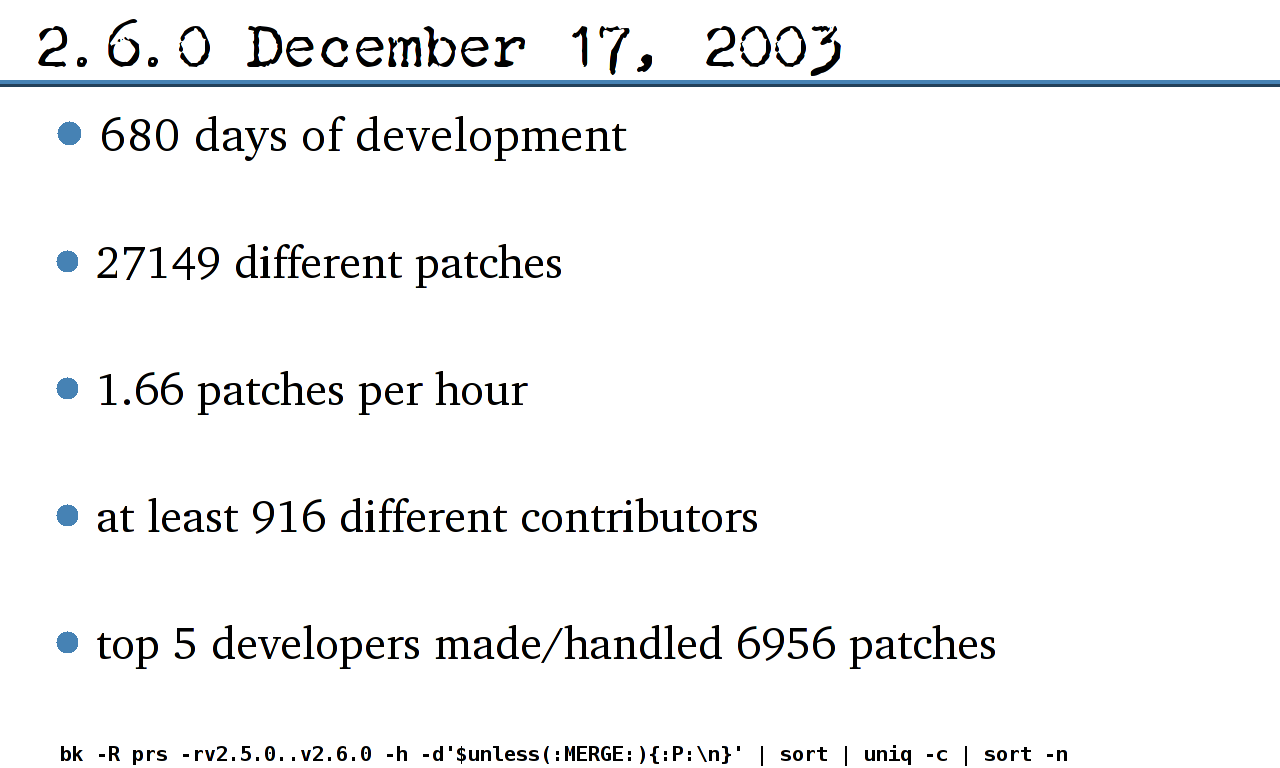 2.6.0 December 17, 2003
680 days of development
27149 different patches
1.66 patches per hour
at least 916 different contributors
top 5 developers made/handled 6956 patches
bk -R prs -rv2.5.0..v2.6.0 -h -d'$unless(:MERGE:){:P:\n}' | sort | uniq -c | sort -n